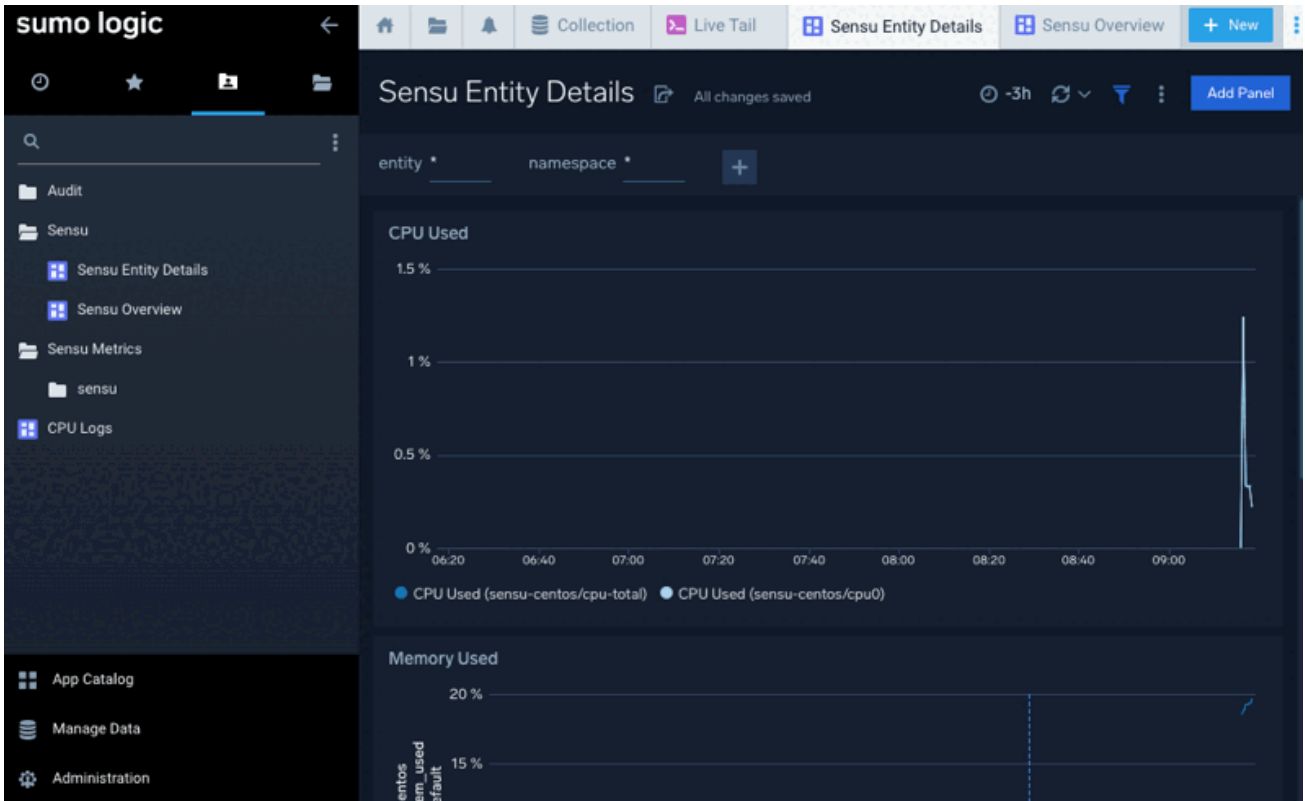 sumo logic
Collection
Live Tail
Sensu Entity Details
Sensu Overview
+ New
Sensu Entity Details
All changes saved
-3h
Add Panel
entity *
namespace *
Audit
Sensu
Sensu Entity Details
Sensu Overview
Sensu Metrics
sensu
CPU Logs
App Catalog
Manage Data
Administration
CPU Used
1.5 %
1 %
0.5 %
0 %
06:20 06:40 07:00 07:20 07:40 08:00 08:20 08:40 09:00
CPU Used (sensu-centos/cpu-total) CPU Used (sensu-centos/cpu0)
Memory Used
20 %
15 %